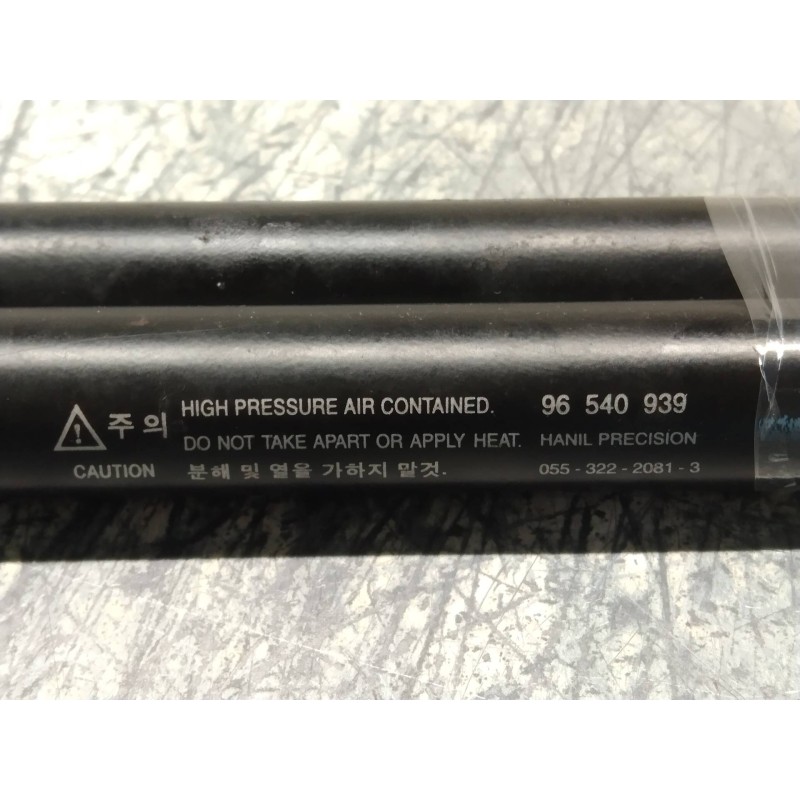 주의 HIGH PRESSURE AIR CONTAINED. 96 540 939
DO NOT TAKE APART OR APPLY HEAT. HANIL PRECISION
CAUTION 분해 및 열을 가하지 말것. 055 - 322 - 2081 - 3